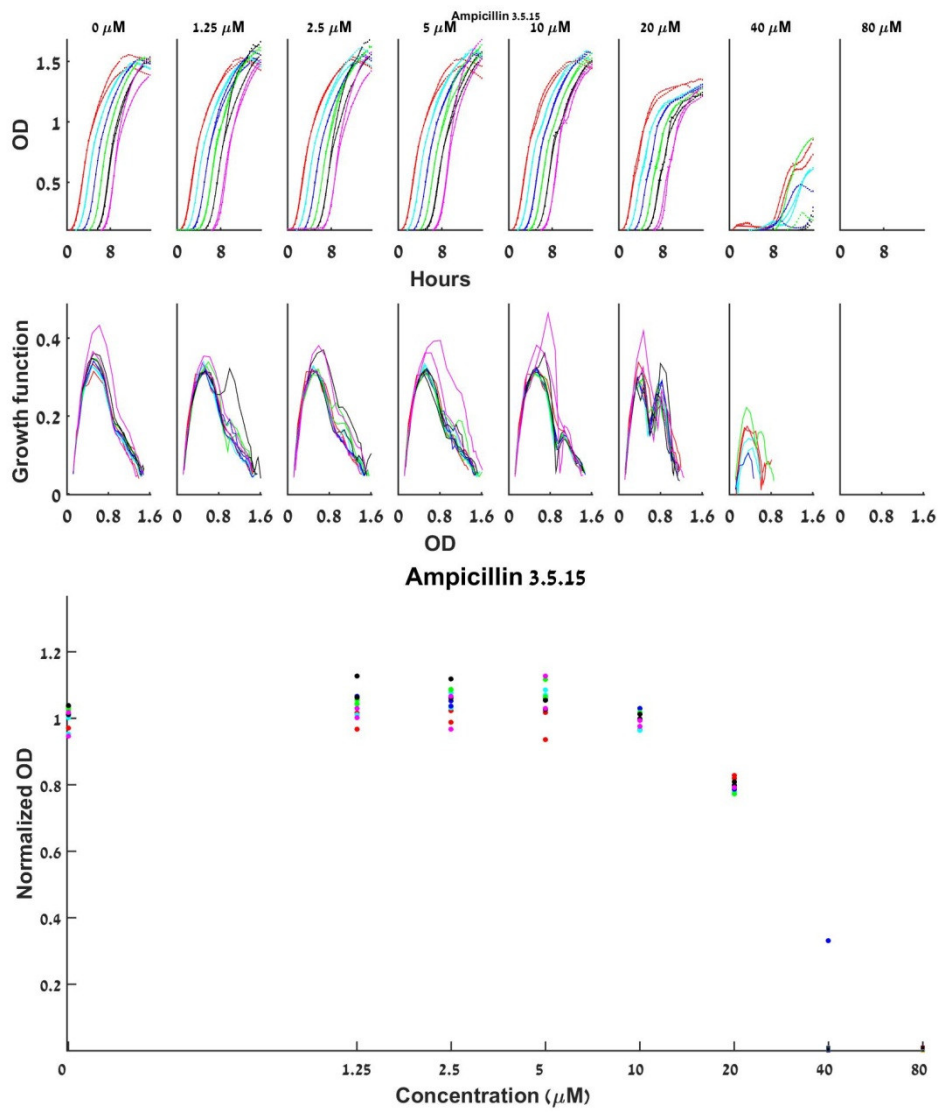 Ampicillin 3.5.15
0 μM 1.25 μM 2.5 μM 5 μM 10 μM 20 μM 40 μM 80 μM
1.5
1
0.5
OD
0 8 0 8 0 8 0 8 0 8 0 8 0 8 0 8
Hours
0.4
0.2
0
Growth function
0 0.8 1.6 0 0.8 1.6 0 0.8 1.6 0 0.8 1.6 0 0.8 1.6 0 0.8 1.6 0 0.8 1.6 0 0.8 1.6
OD
Ampicillin 3.5.15
1.2
1
0.8
0.6
0.4
0.2
Normalized OD
0 1.25 2.5 5 10 20 40 80
Concentration (μM)